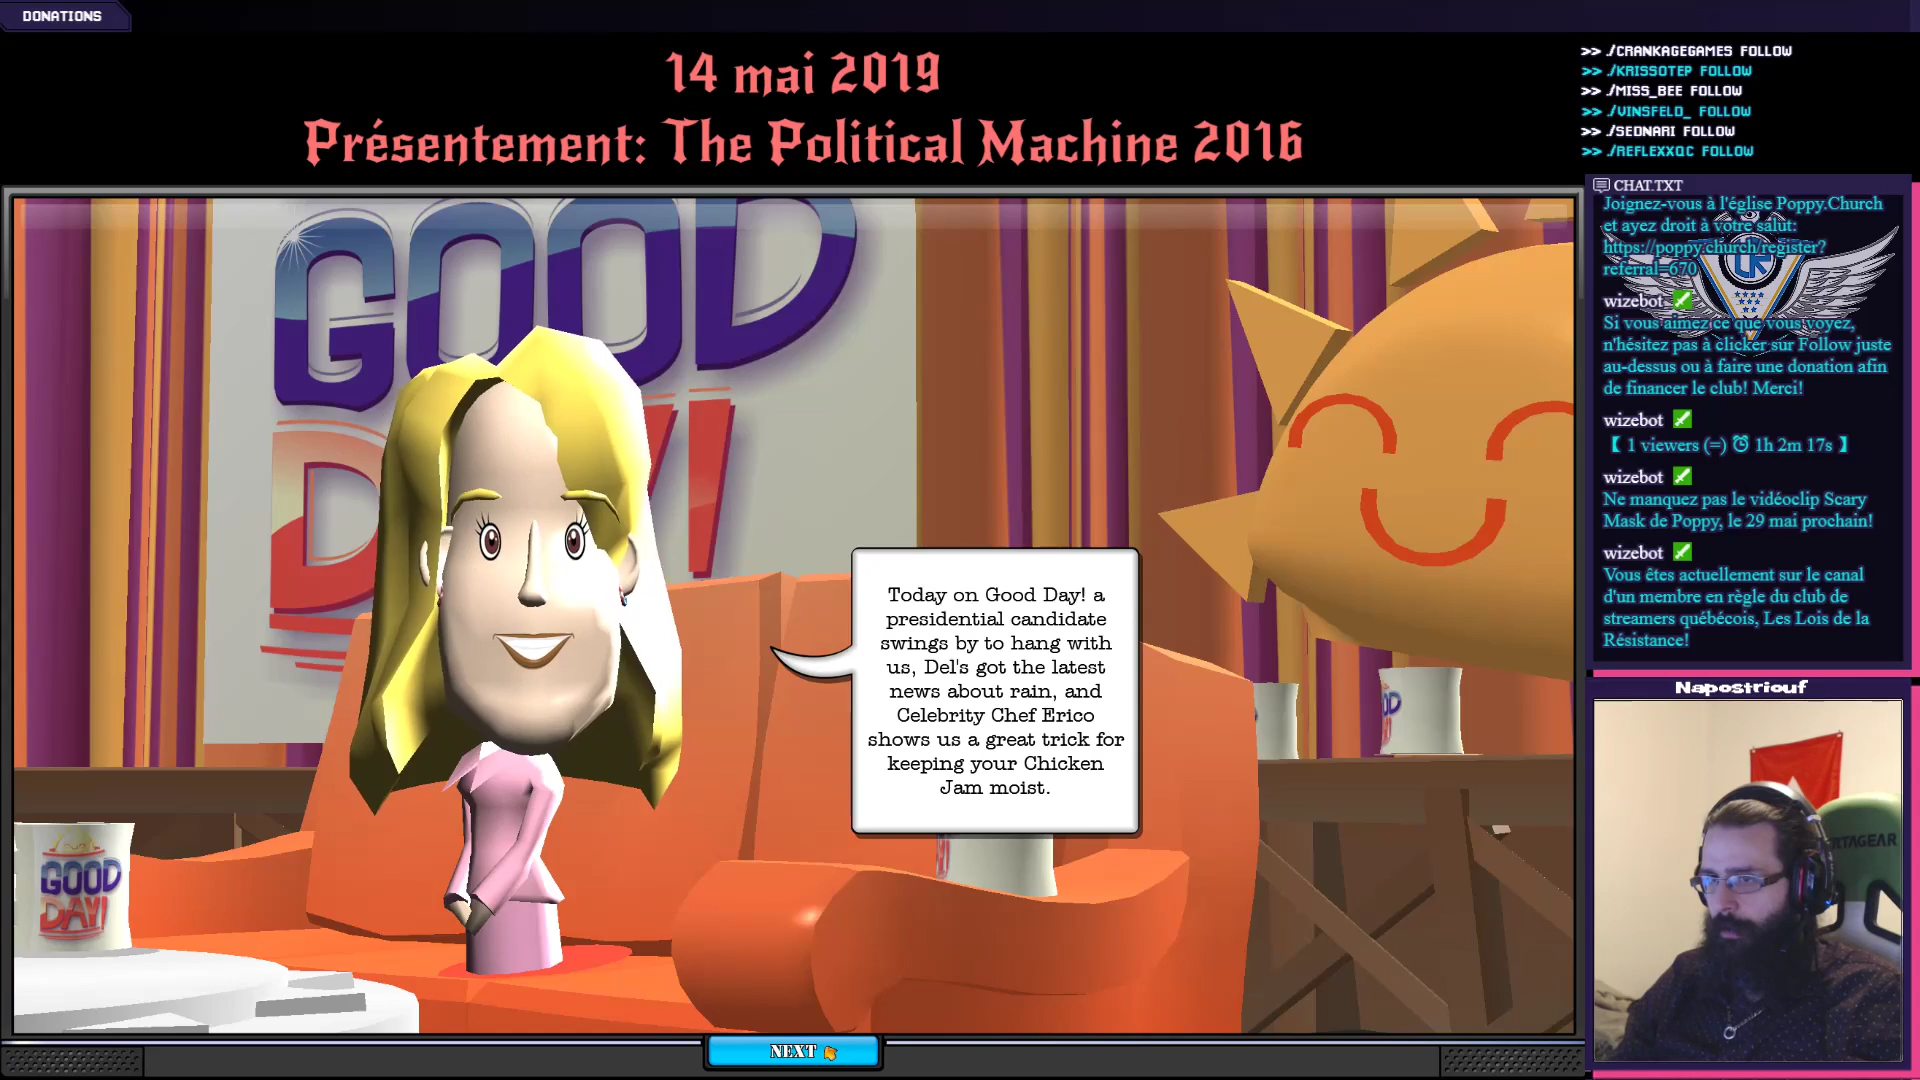 DONATIONS
14 mai 2019
Présentement: The Political Machine 2016
>> ./CRANKAGEGAMES FOLLOW
>> ./KRISSOTEP FOLLOW
>> ./MISS_BEE FOLLOW
>> ./VINSFELD_ FOLLOW
>> ./SEDNARI FOLLOW
>> ./REFLEXXQC FOLLOW
CHAT.TXT
Joignez-vous à l'église Poppy.Church
et ayez droit à votre salut:
https://poppy.church/register?
referral=670
wizebot
Si vous aimez ce que vous voyez,
n'hésitez pas à clicker sur Follow juste
au-dessus ou à faire une donation afin
de financer le club! Merci!
wizebot
【 1 viewers (=) ⏰ 1h 2m 17s 】
wizebot
Ne manquez pas le vidéoclip Scary
Mask de Poppy, le 29 mai prochain!
wizebot
Vous êtes actuellement sur le canal
d'un membre en règle du club de
streamers québécois, Les Lois de la
Résistance!
Napostriouf
GOOD
DAY!
Today on Good Day! a
presidential candidate
swings by to hang with
us, Del's got the latest
news about rain, and
Celebrity Chef Erico
shows us a great trick for
keeping your Chicken
Jam moist.
GOOD
DAY!
NEXT